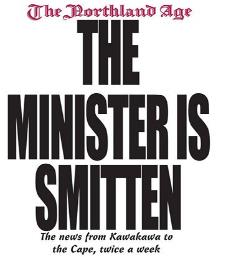 The Northland Age
THE
MINISTER IS
SMITTEN
The news from Kawakawa to
the Cape, twice a week